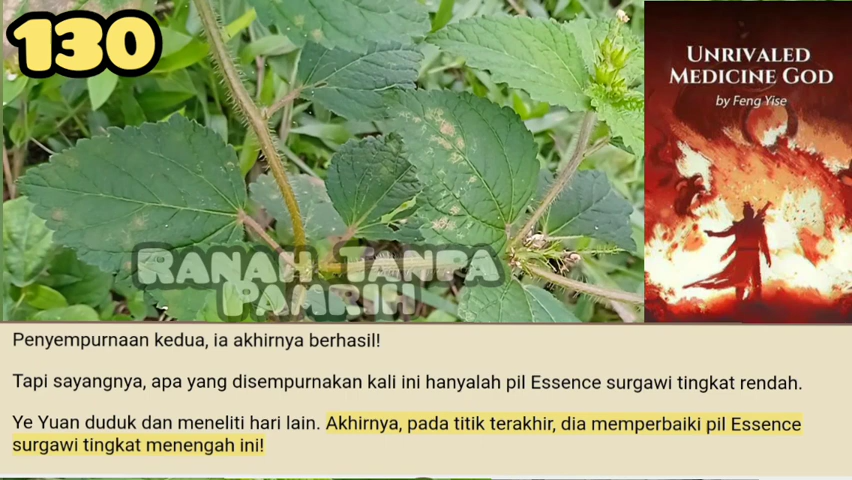 130
UNRIVALED
MEDICINE GOD
by Feng Yise
RANAH TANPA
PAMRIH
Penyempurnaan kedua, ia akhirnya berhasil!
Tapi sayangnya, apa yang disempurnakan kali ini hanyalah pil Essence surgawi tingkat rendah.
Ye Yuan duduk dan meneliti hari lain. Akhirnya, pada titik terakhir, dia memperbaiki pil Essence
surgawi tingkat menengah ini!